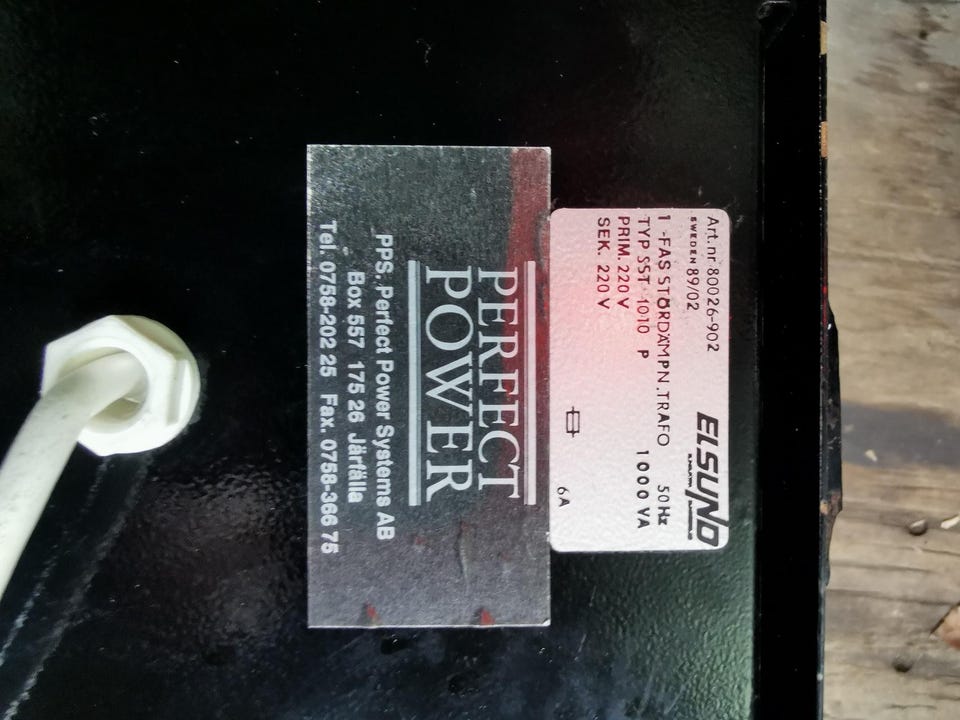 Art.nr 80026-902
SWEDEN 89/02
ELSUND
1 -FAS STÖRDÄMPN.TRAFO 50 Hz
TYP SST-1010 P 1000 VA
PRIM. 220 V
SEK. 220 V
6A
PERFECT
POWER
PPS. Perfect Power Systems AB
Box 557 175 26 Järfälla
Tel. 0758-202 25 Fax. 0758-366 75